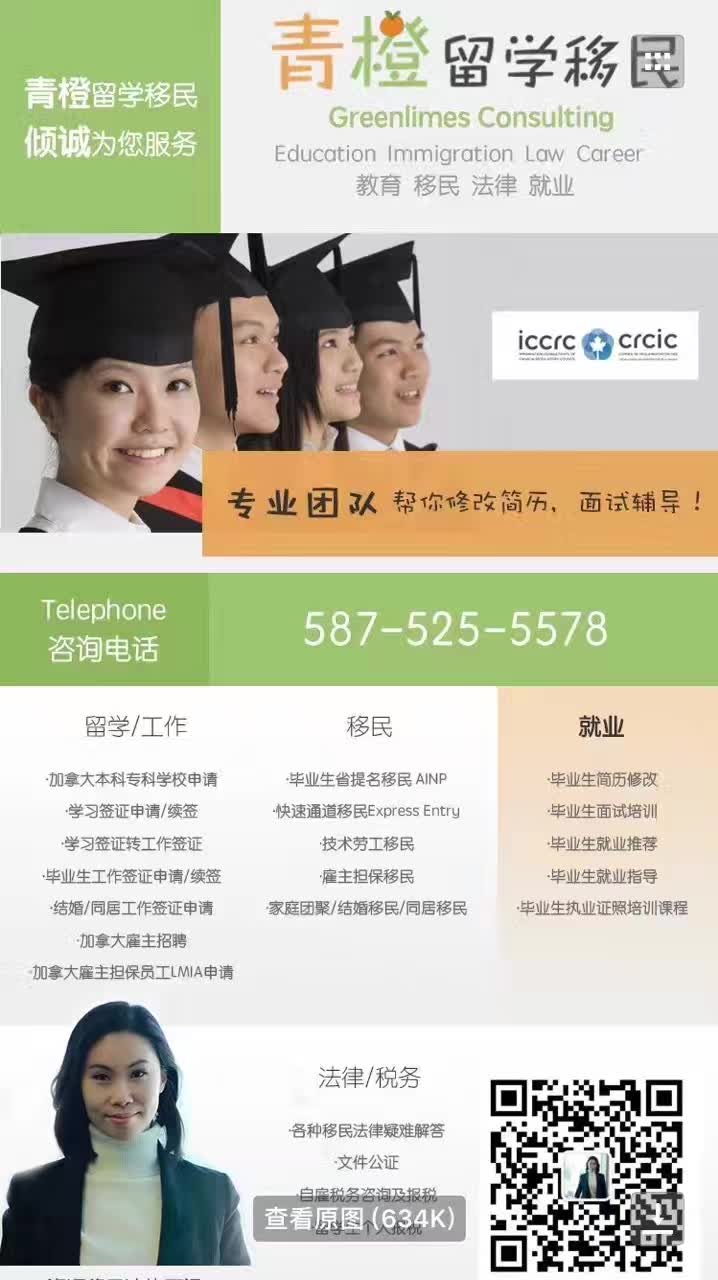 青橙留学移民
倾诚为您服务
青橙留学移民
Greenlimes Consulting
Education Immigration Law Career
教育 移民 法律 就业
iccrc crcic
专业团队 帮你修改简历，面试辅导！
Telephone
咨询电话
587-525-5578
留学/工作
·加拿大本科专科学校申请
·学习签证申请/续签
·学习签证转工作签证
·毕业生工作签证申请/续签
·结婚/同居工作签证申请
·加拿大雇主招聘
·加拿大雇主担保员工LMIA申请
移民
·毕业生省提名移民 AINP
·快速通道移民Express Entry
·技术劳工移民
·雇主担保移民
·家庭团聚/结婚移民/同居移民
就业
·毕业生简历修改
·毕业生面试培训
·毕业生就业推荐
·毕业生就业指导
·毕业生执业证照培训课程
法律/税务
·各种移民法律疑难解答
·文件公证
·自雇税务咨询及报税
查看原图 (634K)